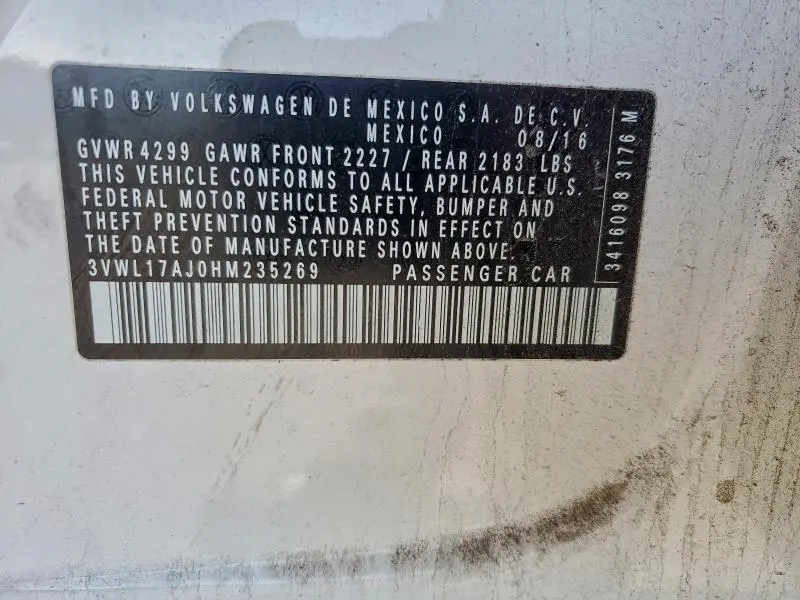 MFD BY VOLKSWAGEN DE MEXICO S.A. DE C.V.
MEXICO 08/16
GVWR 4299 GAWR FRONT 2227 / REAR 2183 LBS
THIS VEHICLE CONFORMS TO ALL APPLICABLE U.S.
FEDERAL MOTOR VEHICLE SAFETY, BUMPER AND
THEFT PREVENTION STANDARDS IN EFFECT ON
THE DATE OF MANUFACTURE SHOWN ABOVE.
3VWL17AJ0HM235269 PASSENGER CAR
3416098 3176 M